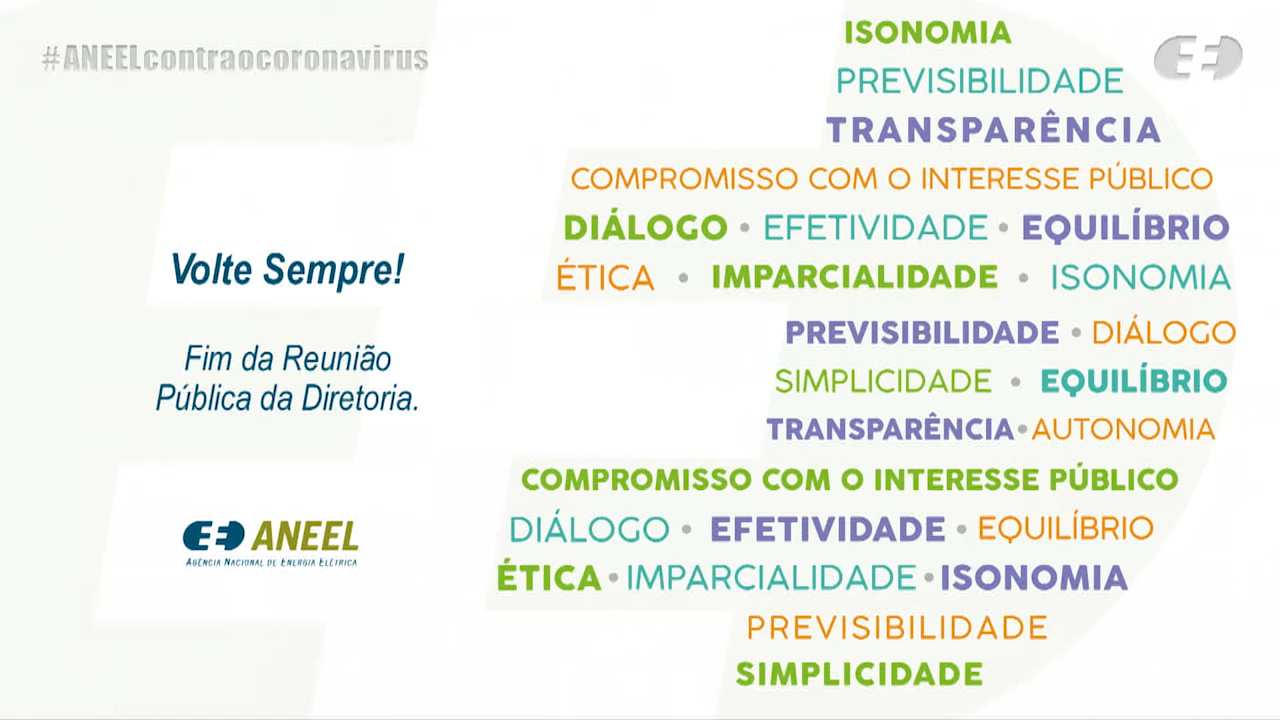 #ANEELcontraocoronavirus
Volte Sempre!
Fim da Reunião
Pública da Diretoria.
ANEEL
AGÊNCIA NACIONAL DE ENERGIA ELÉTRICA
ISONOMIA
PREVISIBILIDADE
TRANSPARÊNCIA
COMPROMISSO COM O INTERESSE PÚBLICO
DIÁLOGO • EFETIVIDADE • EQUILÍBRIO
ÉTICA • IMPARCIALIDADE • ISONOMIA
PREVISIBILIDADE • DIÁLOGO
SIMPLICIDADE • EQUILÍBRIO
TRANSPARÊNCIA • AUTONOMIA
COMPROMISSO COM O INTERESSE PÚBLICO
DIÁLOGO • EFETIVIDADE • EQUILÍBRIO
ÉTICA • IMPARCIALIDADE • ISONOMIA
PREVISIBILIDADE
SIMPLICIDADE